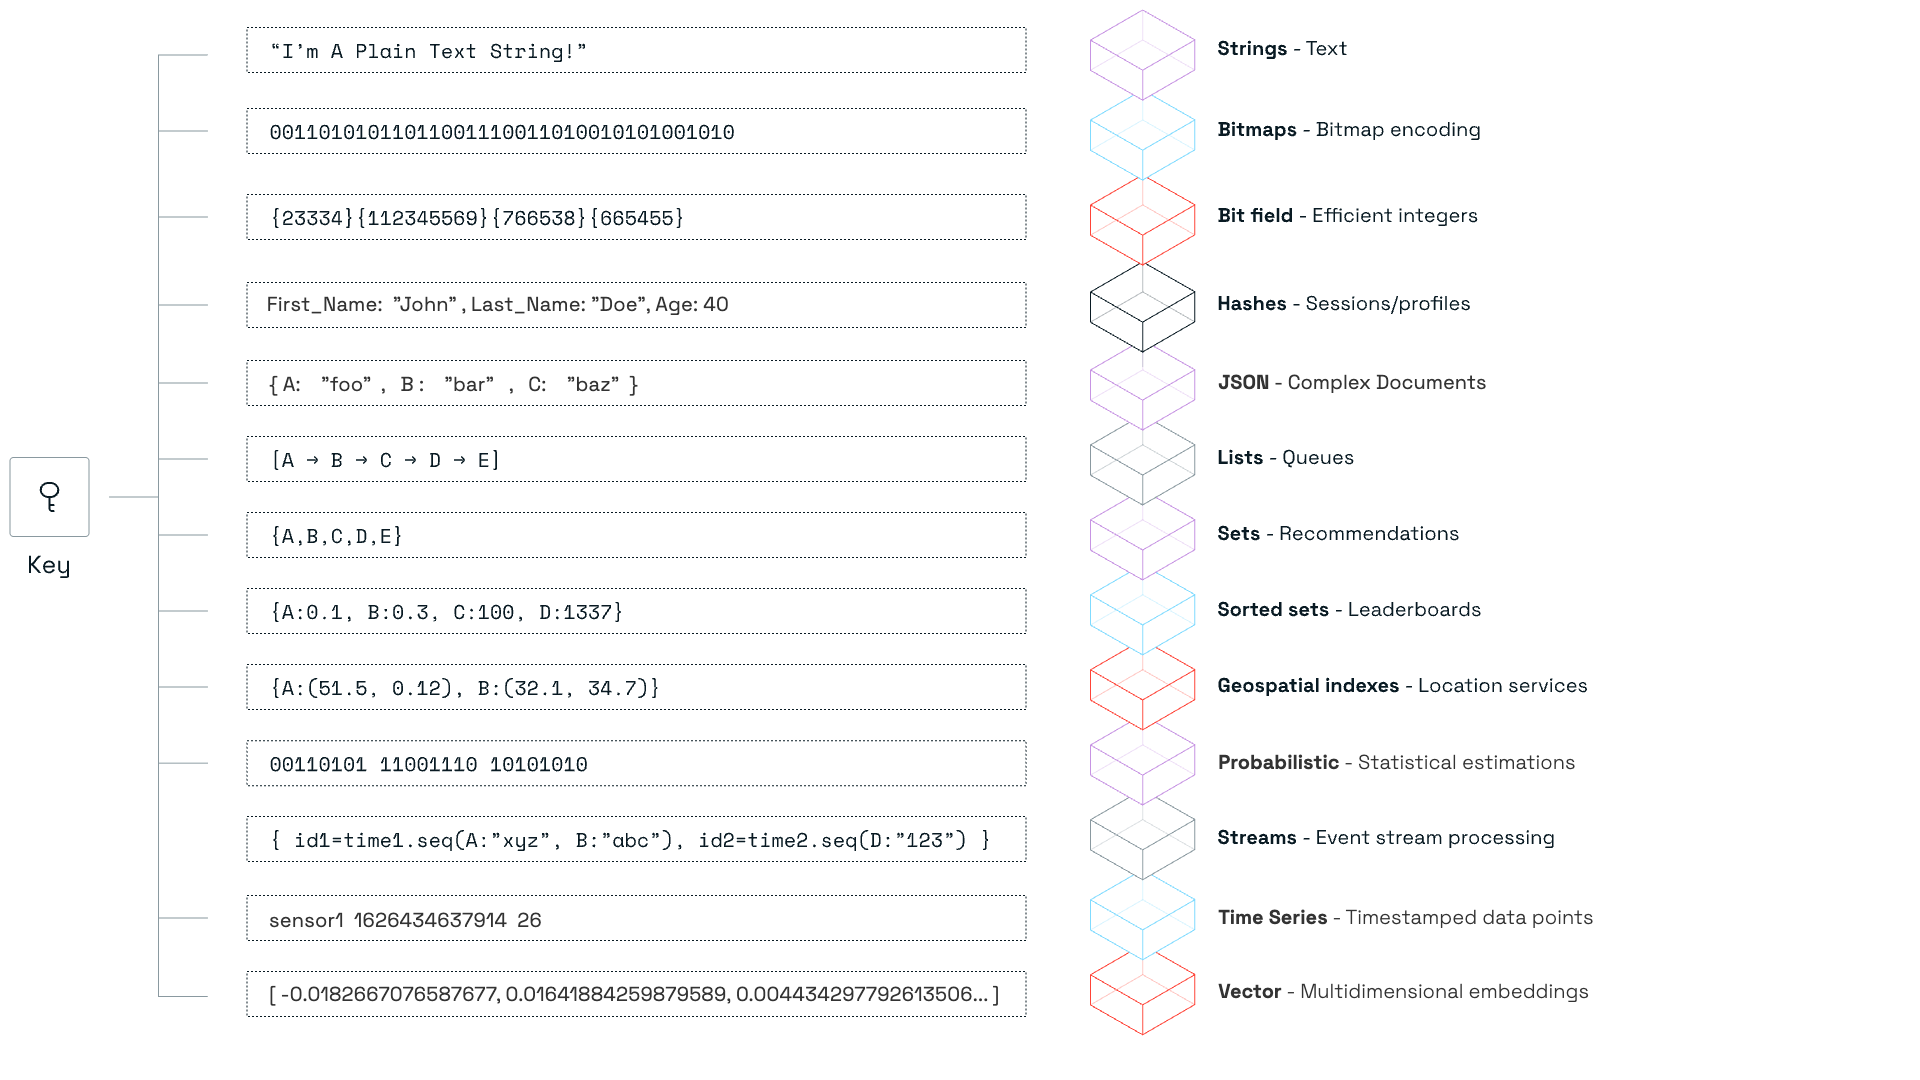 “I’m A Plain Text String!”
Strings - Text
00110101011011001110011010010101001010
Bitmaps - Bitmap encoding
{23334}{112345569}{766538}{665455}
Bit field - Efficient integers
First_Name: ”John”, Last_Name: ”Doe”, Age: 40
Hashes - Sessions/profiles
{ A: ”foo” , B : ”bar” , C: ”baz” }
JSON - Complex Documents
[A → B → C → D → E]
Lists - Queues
{A,B,C,D,E}
Sets - Recommendations
Key
{A:0.1, B:0.3, C:100, D:1337}
Sorted sets - Leaderboards
{A:(51.5, 0.12), B:(32.1, 34.7)}
Geospatial indexes - Location services
00110101 11001110 10101010
Probabilistic - Statistical estimations
{ id1=time1.seq(A:”xyz”, B:”abc”), id2=time2.seq(D:”123”) }
Streams - Event stream processing
sensor1 1626434637914 26
Time Series - Timestamped data points
[ -0.0182667076587677, 0.01641884259879589, 0.004434297792613506... ]
Vector - Multidimensional embeddings